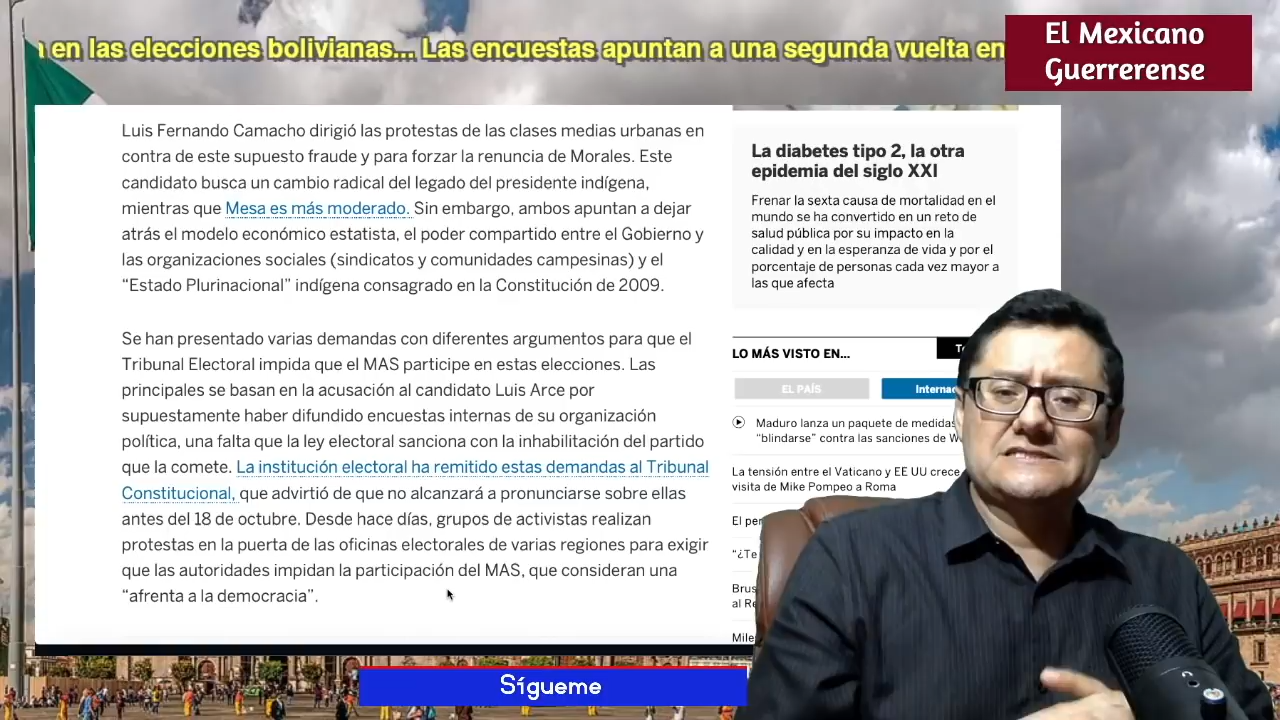 en las elecciones bolivianas... Las encuestas apuntan a una segunda vuelta en
El Mexicano
Guerrerense
Luis Fernando Camacho dirigió las protestas de las clases medias urbanas en
contra de este supuesto fraude y para forzar la renuncia de Morales. Este
candidato busca un cambio radical del legado del presidente indígena,
mientras que Mesa es más moderado. Sin embargo, ambos apuntan a dejar
atrás el modelo económico estatista, el poder compartido entre el Gobierno y
las organizaciones sociales (sindicatos y comunidades campesinas) y el
“Estado Plurinacional” indígena consagrado en la Constitución de 2009.
Se han presentado varias demandas con diferentes argumentos para que el
Tribunal Electoral impida que el MAS participe en estas elecciones. Las
principales se basan en la acusación al candidato Luis Arce por
supuestamente haber difundido encuestas internas de su organización
política, una falta que la ley electoral sanciona con la inhabilitación del partido
que la comete. La institución electoral ha remitido estas demandas al Tribunal
Constitucional, que advirtió de que no alcanzará a pronunciarse sobre ellas
antes del 18 de octubre. Desde hace días, grupos de activistas realizan
protestas en la puerta de las oficinas electorales de varias regiones para exigir
que las autoridades impidan la participación del MAS, que consideran una
“afrenta a la democracia”.
La diabetes tipo 2, la otra
epidemia del siglo XXI
Frenar la sexta causa de mortalidad en el
mundo se ha convertido en un reto de
salud pública por su impacto en la
calidad y en la esperanza de vida y por el
porcentaje de personas cada vez mayor a
las que afecta
LO MÁS VISTO EN...
EL PAÍS
Maduro lanza un paquete de medidas
“blindarse” contra las sanciones de
La tensión entre el Vaticano y EE UU crece
visita de Mike Pompeo a Roma
El
“¿Te
al
Sígueme